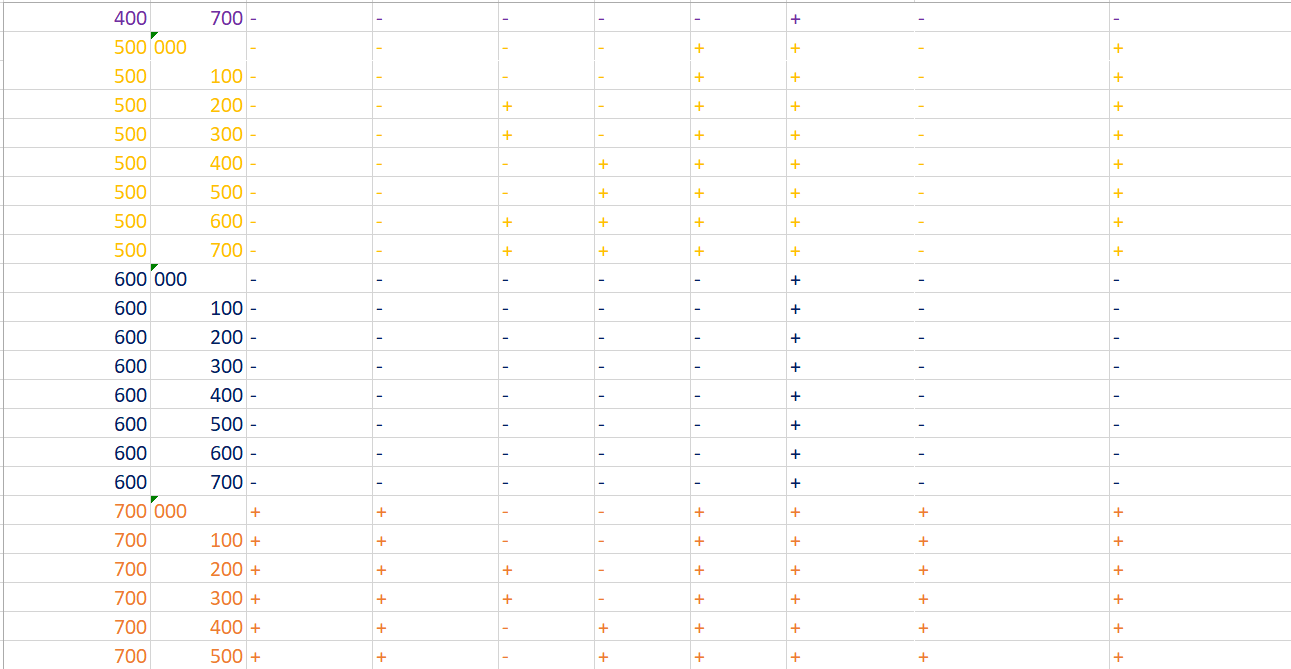 400 700 - - - - - + - -
500 000 - - - - + + - +
500 100 - - - - + + - +
500 200 - - + - + + - +
500 300 - - + - + + - +
500 400 - - - + + + - +
500 500 - - - + + + - +
500 600 - - + + + + - +
500 700 - - + + + + - +
600 000 - - - - - + - -
600 100 - - - - - + - -
600 200 - - - - - + - -
600 300 - - - - - + - -
600 400 - - - - - + - -
600 500 - - - - - + - -
600 600 - - - - - + - -
600 700 - - - - - + - -
700 000 + + - - + + + +
700 100 + + - - + + + +
700 200 + + + - + + + +
700 300 + + + - + + + +
700 400 + + - + + + + +
700 500 + + - + + + + +